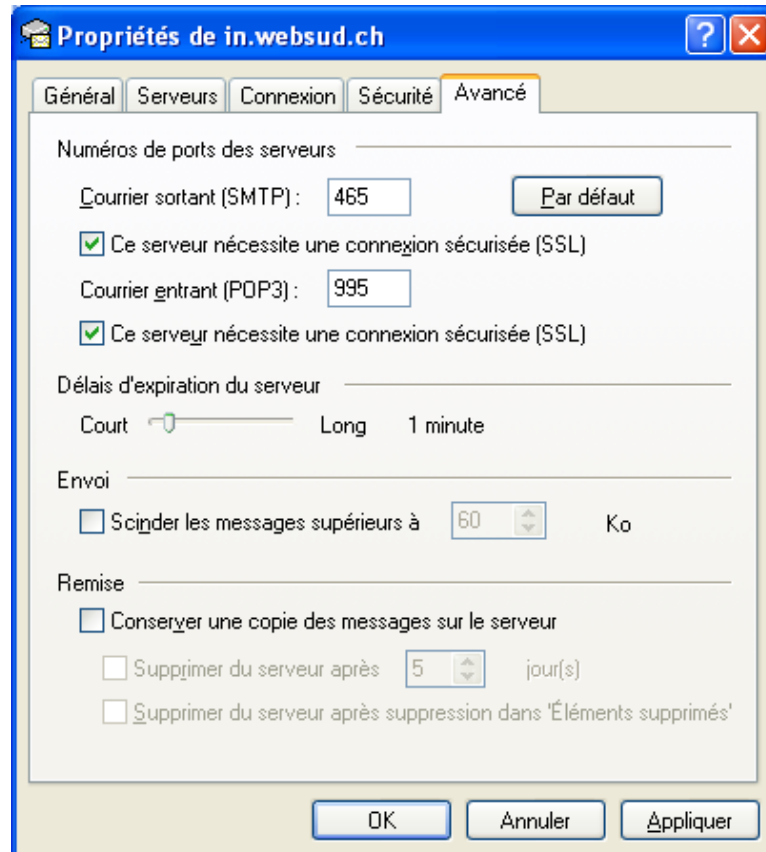 Propriétés de in.websud.ch
Général Serveurs Connexion Sécurité Avancé
Numéros de ports des serveurs
Courrier sortant (SMTP) : 465 Par défaut
Ce serveur nécessite une connexion sécurisée (SSL)
Courrier entrant (POP3) : 995
Ce serveur nécessite une connexion sécurisée (SSL)
Délais d'expiration du serveur
Court Long 1 minute
Envoi
Scinder les messages supérieurs à 60 Ko
Remise
Conserver une copie des messages sur le serveur
Supprimer du serveur après 5 jour(s)
Supprimer du serveur après suppression dans 'Éléments supprimés'
OK Annuler Appliquer